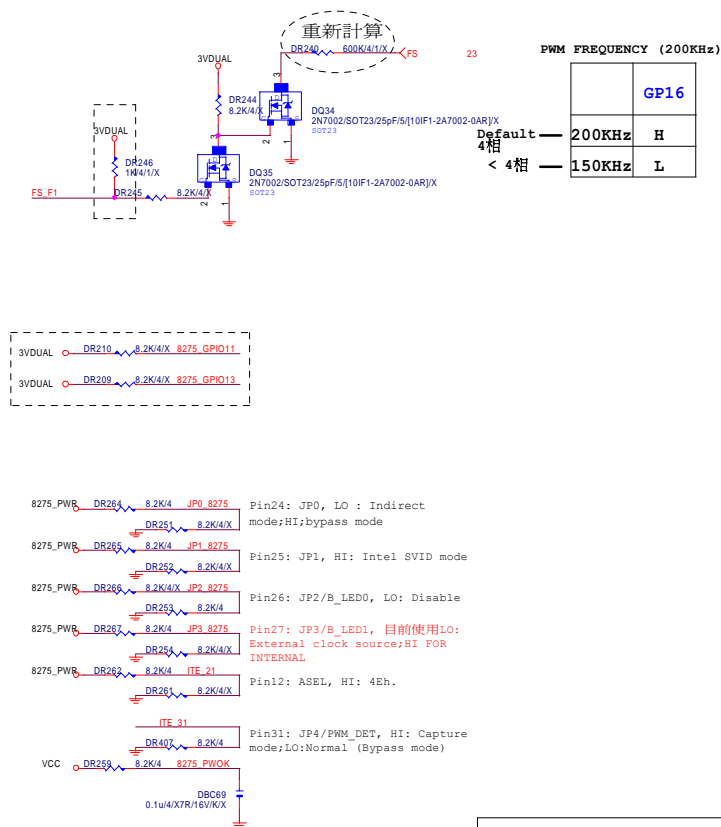 重新計算
DR240 600K/4/1/X FS 23
PWM FREQUENCY (200KHz)
3VDUAL
GP16
DR244
8.2K/4/X
3
D
G S
DQ34
2N7002/SOT23/25pF/5/[10IF1-2A7002-0AR]/X
SOT23
2
1
Default
4相
200KHz H
< 4相
150KHz L
3VDUAL
DR246
1K/4/1/X
3
D
G S
DQ35
2N7002/SOT23/25pF/5/[10IF1-2A7002-0AR]/X
SOT23
FS_F1 DR245 8.2K/4/X
2
1
3VDUAL DR210 8.2K/4/X 8275_GPIO11
3VDUAL DR209 8.2K/4/X 8275_GPIO13
8275_PWR DR264 8.2K/4 JP0_8275
DR251 8.2K/4/X
Pin24: JP0, LO : Indirect
mode;HI;bypass mode
8275_PWR DR265 8.2K/4 JP1_8275
DR252 8.2K/4/X
Pin25: JP1, HI: Intel SVID mode
8275_PWR DR266 8.2K/4/X JP2_8275
DR253 8.2K/4
Pin26: JP2/B_LED0, LO: Disable
8275_PWR DR267 8.2K/4 JP3_8275
DR254 8.2K/4/X
Pin27: JP3/B_LED1, 目前使用LO:
External clock source;HI FOR
INTERNAL
8275_PWR DR262 8.2K/4 ITE_21
DR261 8.2K/4/X
Pin12: ASEL, HI: 4Eh.
ITE_31
DR407 8.2K/4
Pin31: JP4/PWM_DET, HI: Capture
mode;LO:Normal (Bypass mode)
VCC DR259 8.2K/4 8275_PWOK
DBC69
0.1u/4/X7R/16V/K/X